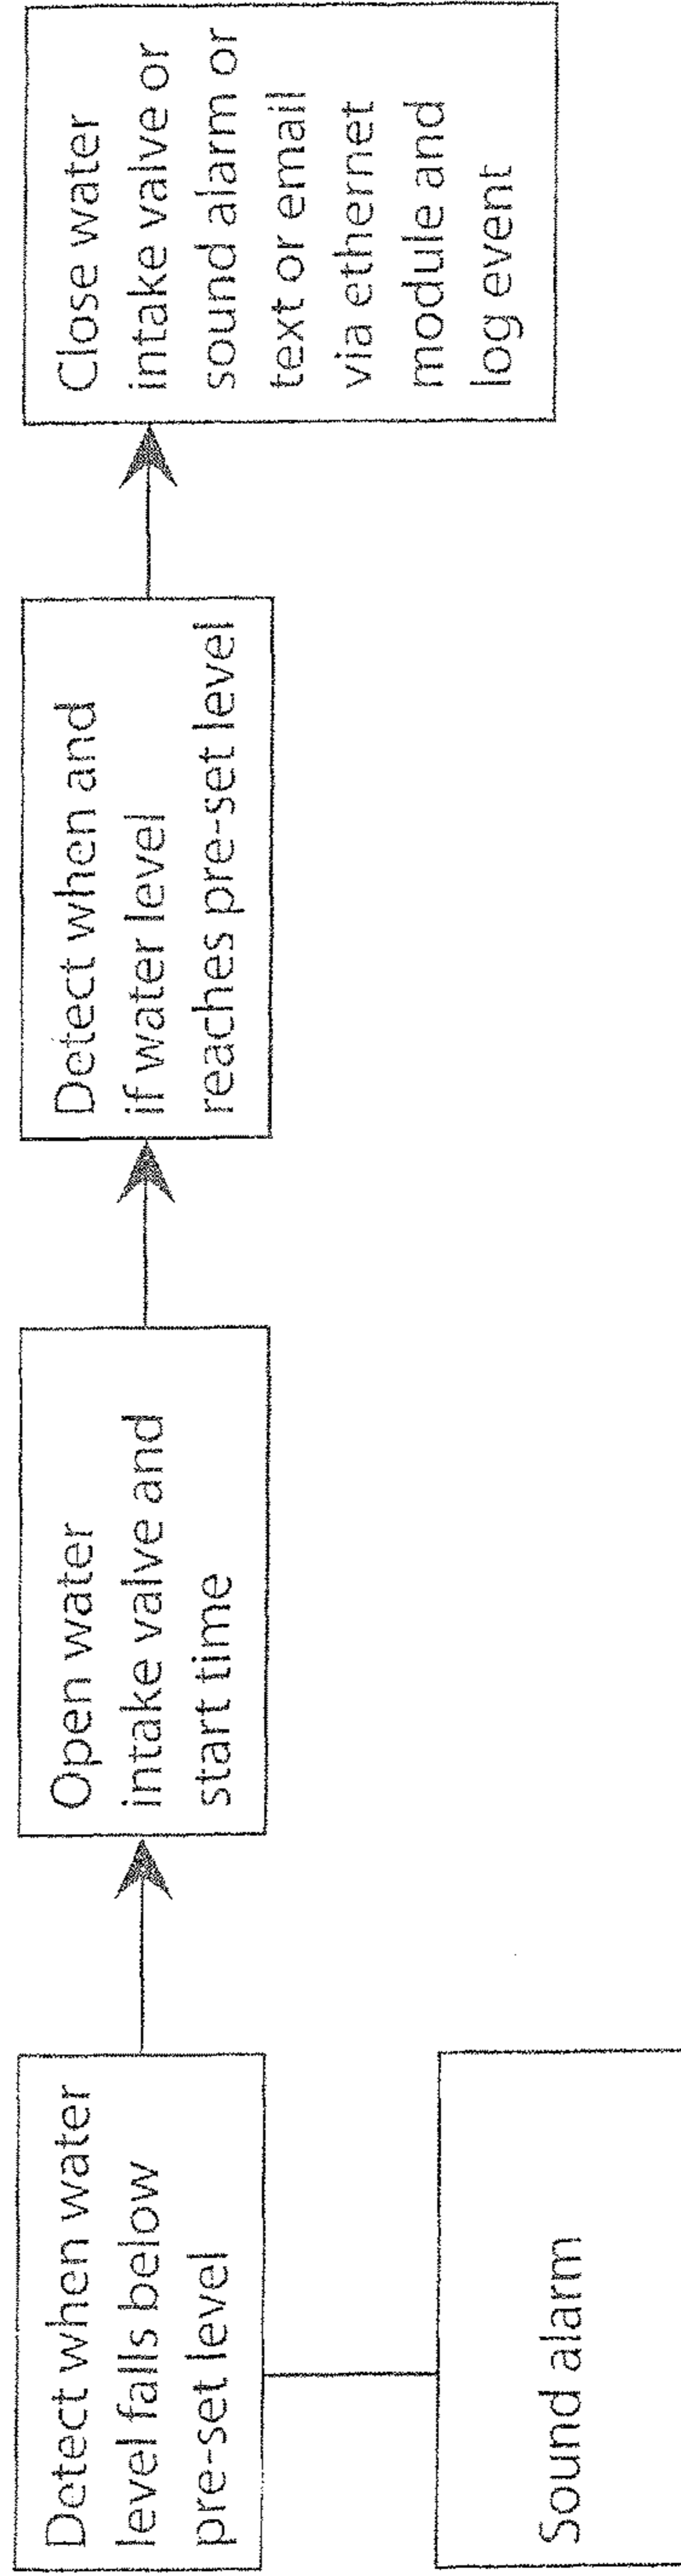 Detect when water
level falls below
pre-set level
Open water
intake valve and
start time
Detect when and
if water level
reaches pre-set level
Close water
intake valve or
sound alarm or
text or email
via ethernet
module and
log event
Sound alarm